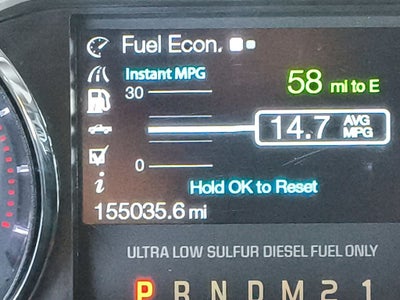 Fuel Econ.
Instant MPG
58 mi to E
30
14.7 AVG MPG
0
i
Hold OK to Reset
155035.6 mi
ULTRA LOW SULFUR DIESEL FUEL ONLY
P R N D M 2 1